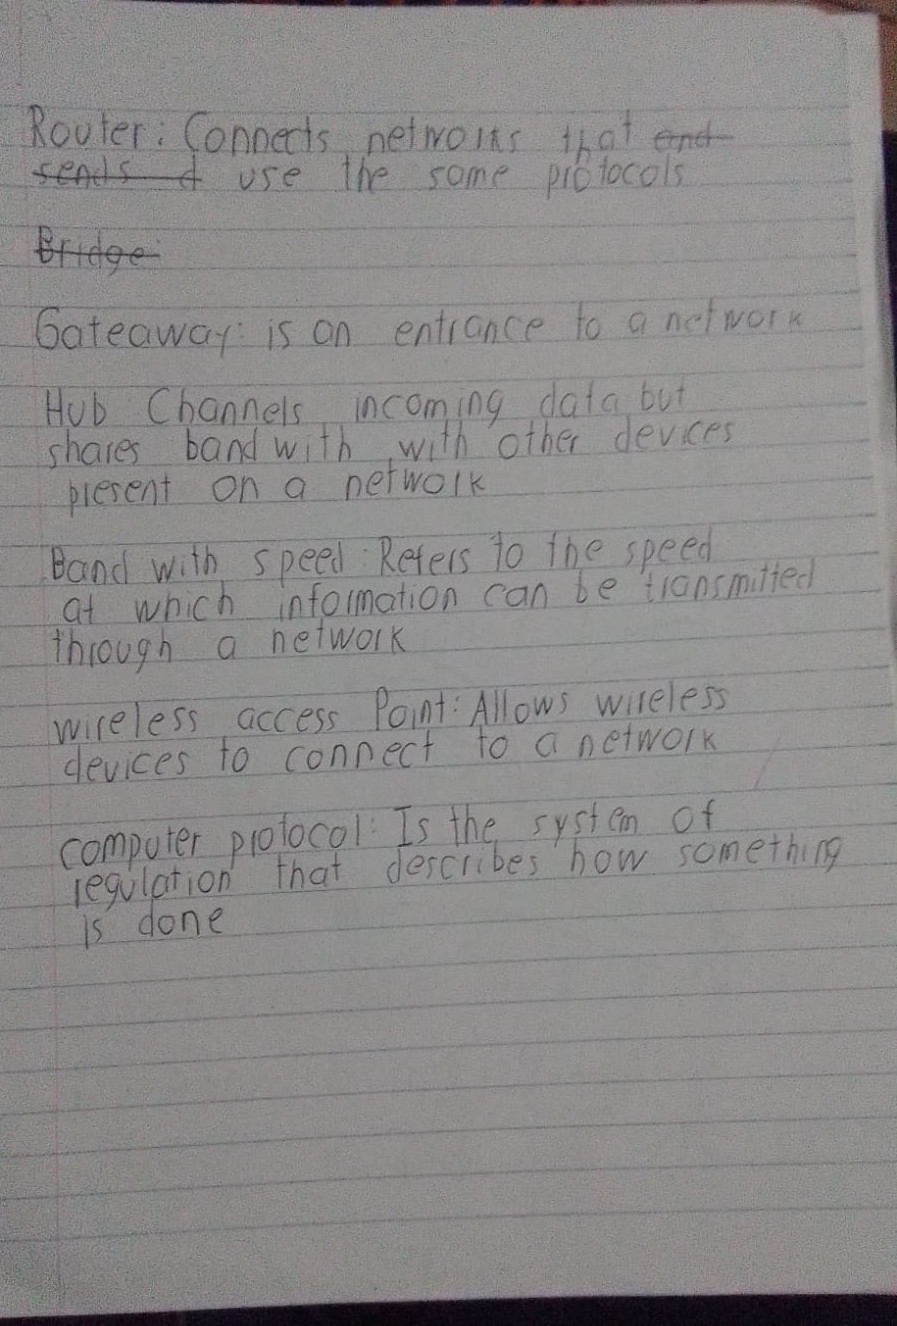 Router: Connects networks that and
sends d use the same protocols
Bridge:
Gateaway: is an entrance to a network
Hub: Channels incoming data but
shares band with with other devices
present on a network
Band with speed: Refers to the speed
at which information can be transmitted
through a network
wireless access Point: Allows wireless
devices to connect to a network
computer protocol: Is the system of
regulation that describes how something
is done